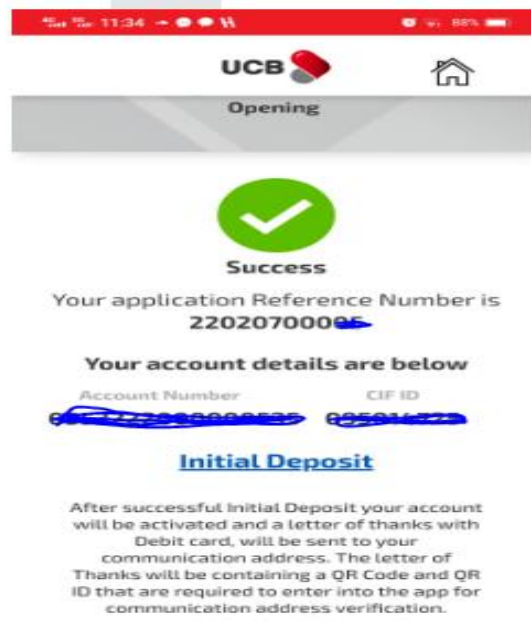 11:34
88%
UCB
Opening
Success
Your application Reference Number is
2202070000
Your account details are below
Account Number CIF ID
Initial Deposit
After successful Initial Deposit your account
will be activated and a letter of thanks with
Debit card, will be sent to your
communication address. The letter of
Thanks will be containing a QR Code and QR
ID that are required to enter into the app for
communication address verification.